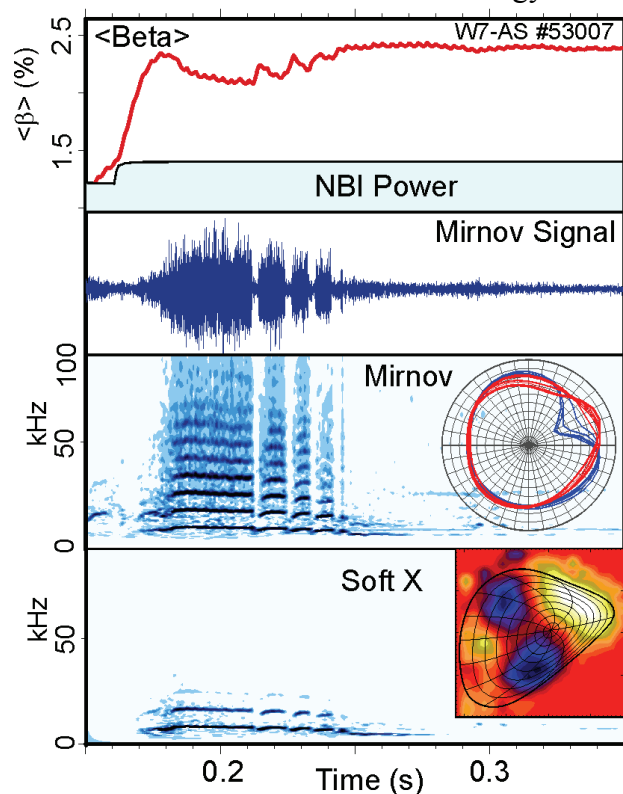 <Beta>
W7-AS #53007
2.5
<β> (%)
1.5
NBI Power
Mirnov Signal
100
Mirnov
kHz
50
0
Soft X
kHz
50
0
0.2
0.3
Time (s)